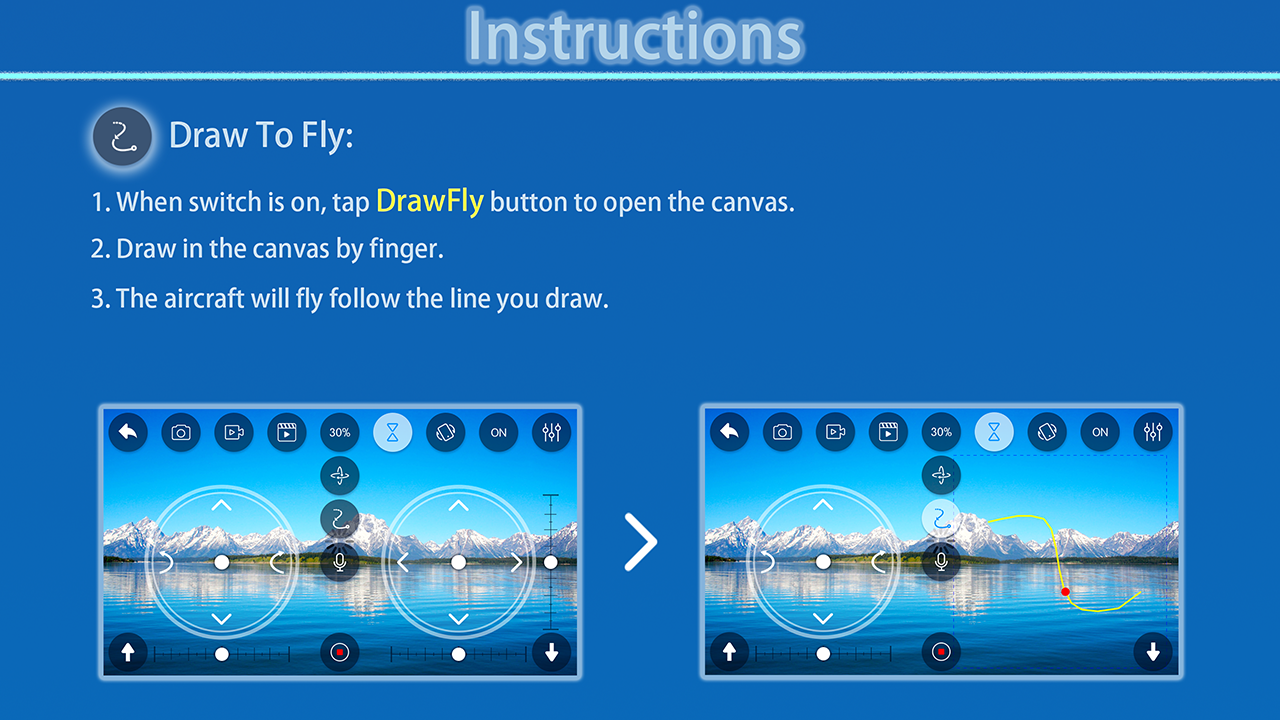 Instructions
Draw To Fly:
1. When switch is on, tap DrawFly button to open the canvas.
2. Draw in the canvas by finger.
3. The aircraft will fly follow the line you draw.
30% ON
30% ON